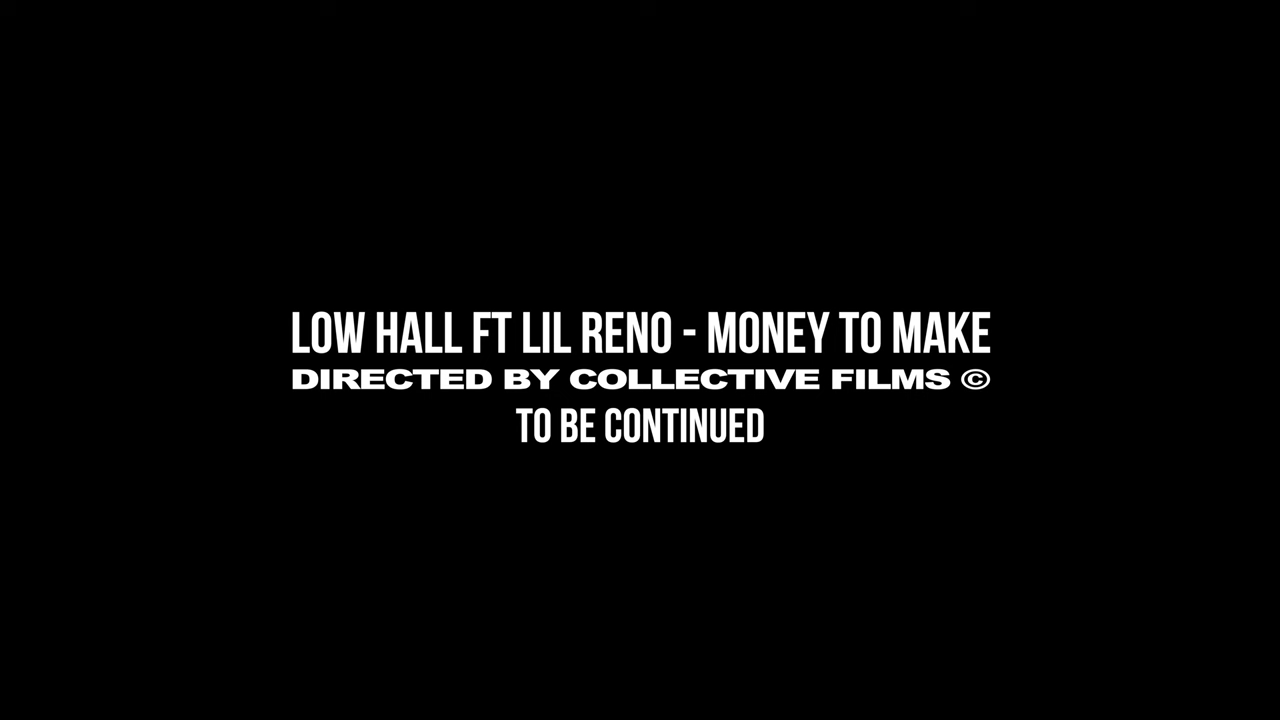 LOW HALL FT LIL RENO - MONEY TO MAKE
DIRECTED BY COLLECTIVE FILMS ©
TO BE CONTINUED